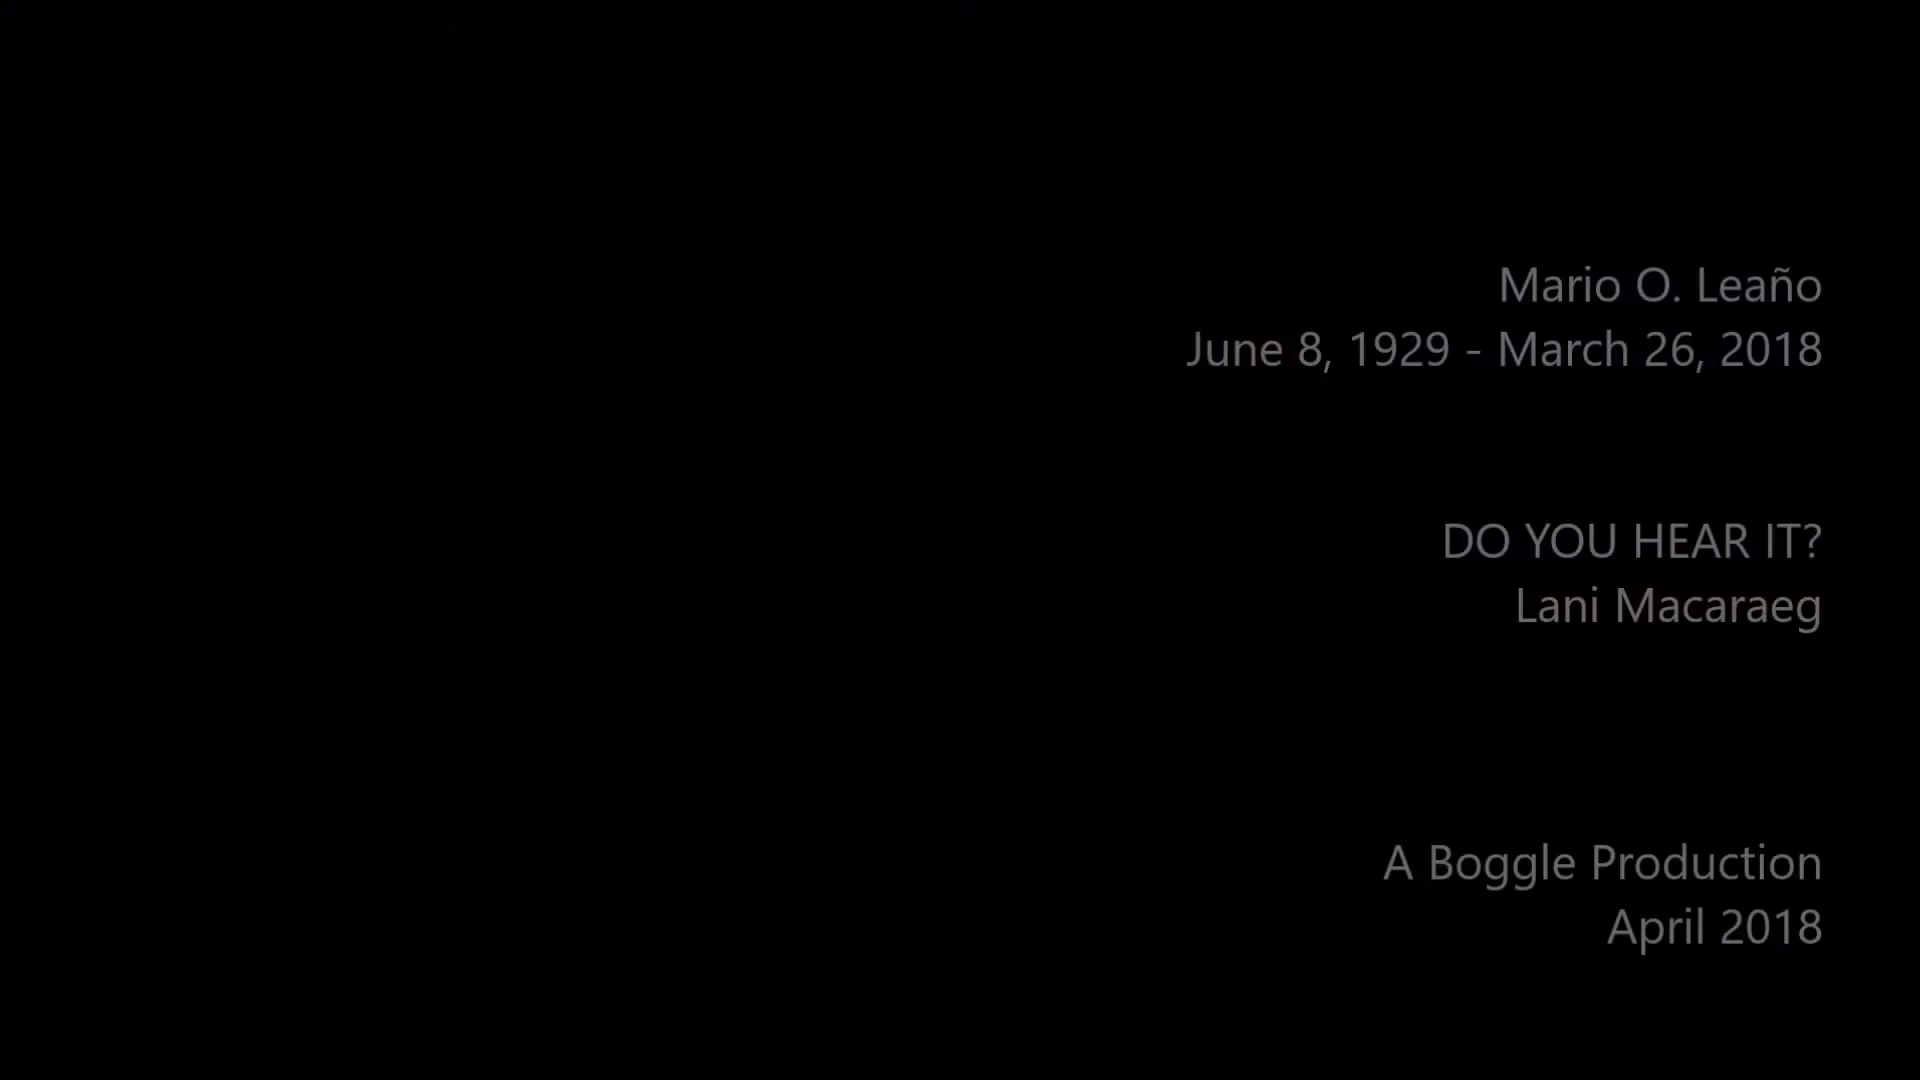 Mario O. Leaño
June 8, 1929 - March 26, 2018
DO YOU HEAR IT?
Lani Macaraeg
A Boggle Production
April 2018